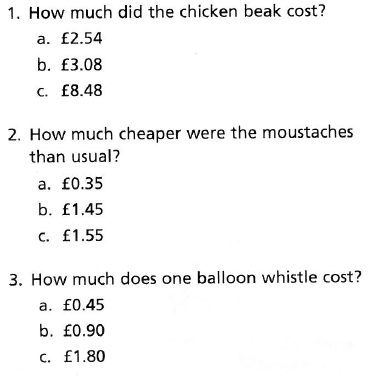 1. How much did the chicken beak cost?
a. £2.54
b. £3.08
c. £8.48
2. How much cheaper were the moustaches
than usual?
a. £0.35
b. £1.45
c. £1.55
3. How much does one balloon whistle cost?
a. £0.45
b. £0.90
c. £1.80